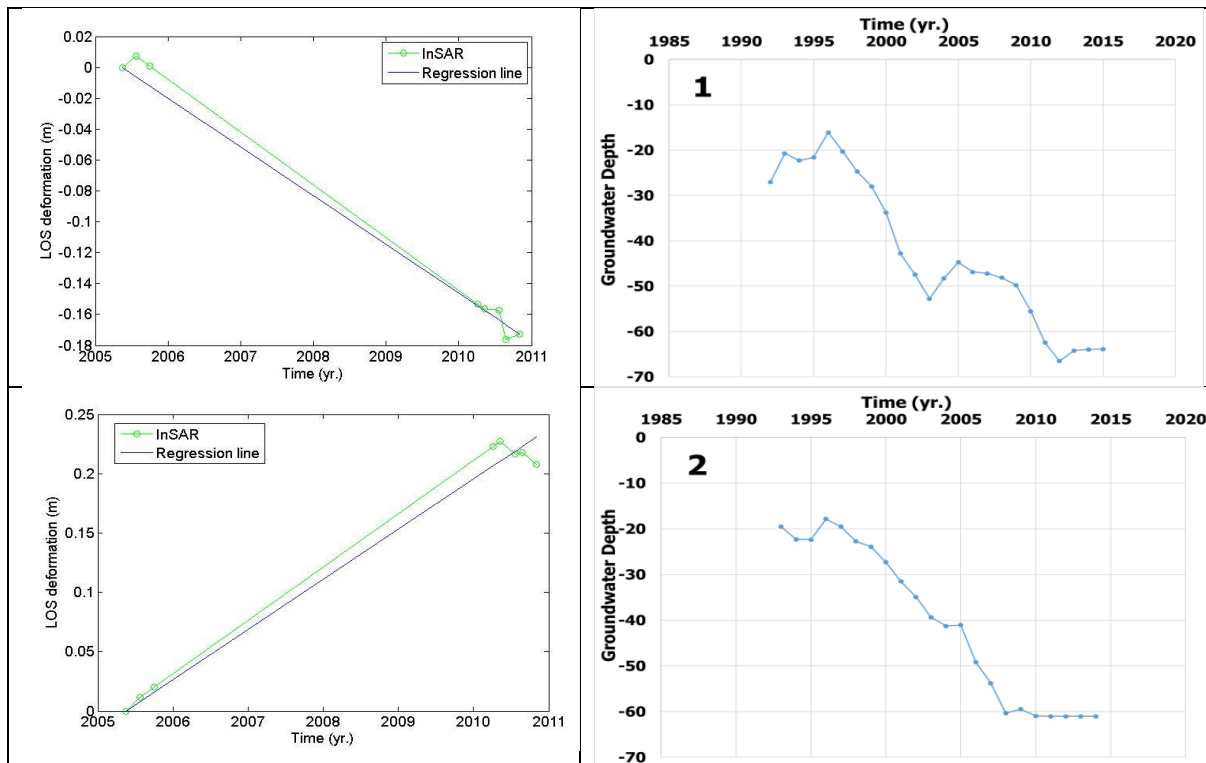 0.02
0
-0.02
-0.04
-0.06
-0.08
-0.1
-0.12
-0.14
-0.16
-0.18
LOS deformation (m)
InSAR
Regression line
2005 2006 2007 2008 2009 2010 2011
Time (yr.)
Time (yr.)
1985 1990 1995 2000 2005 2010 2015 2020
0
-10
-20
-30
-40
-50
-60
-70
Groundwater Depth
1
0.25
0.2
0.15
0.1
0.05
0
LOS deformation (m)
InSAR
Regression line
2005 2006 2007 2008 2009 2010 2011
Time (yr.)
Time (yr.)
1985 1990 1995 2000 2005 2010 2015 2020
0
-10
-20
-30
-40
-50
-60
-70
Groundwater Depth
2